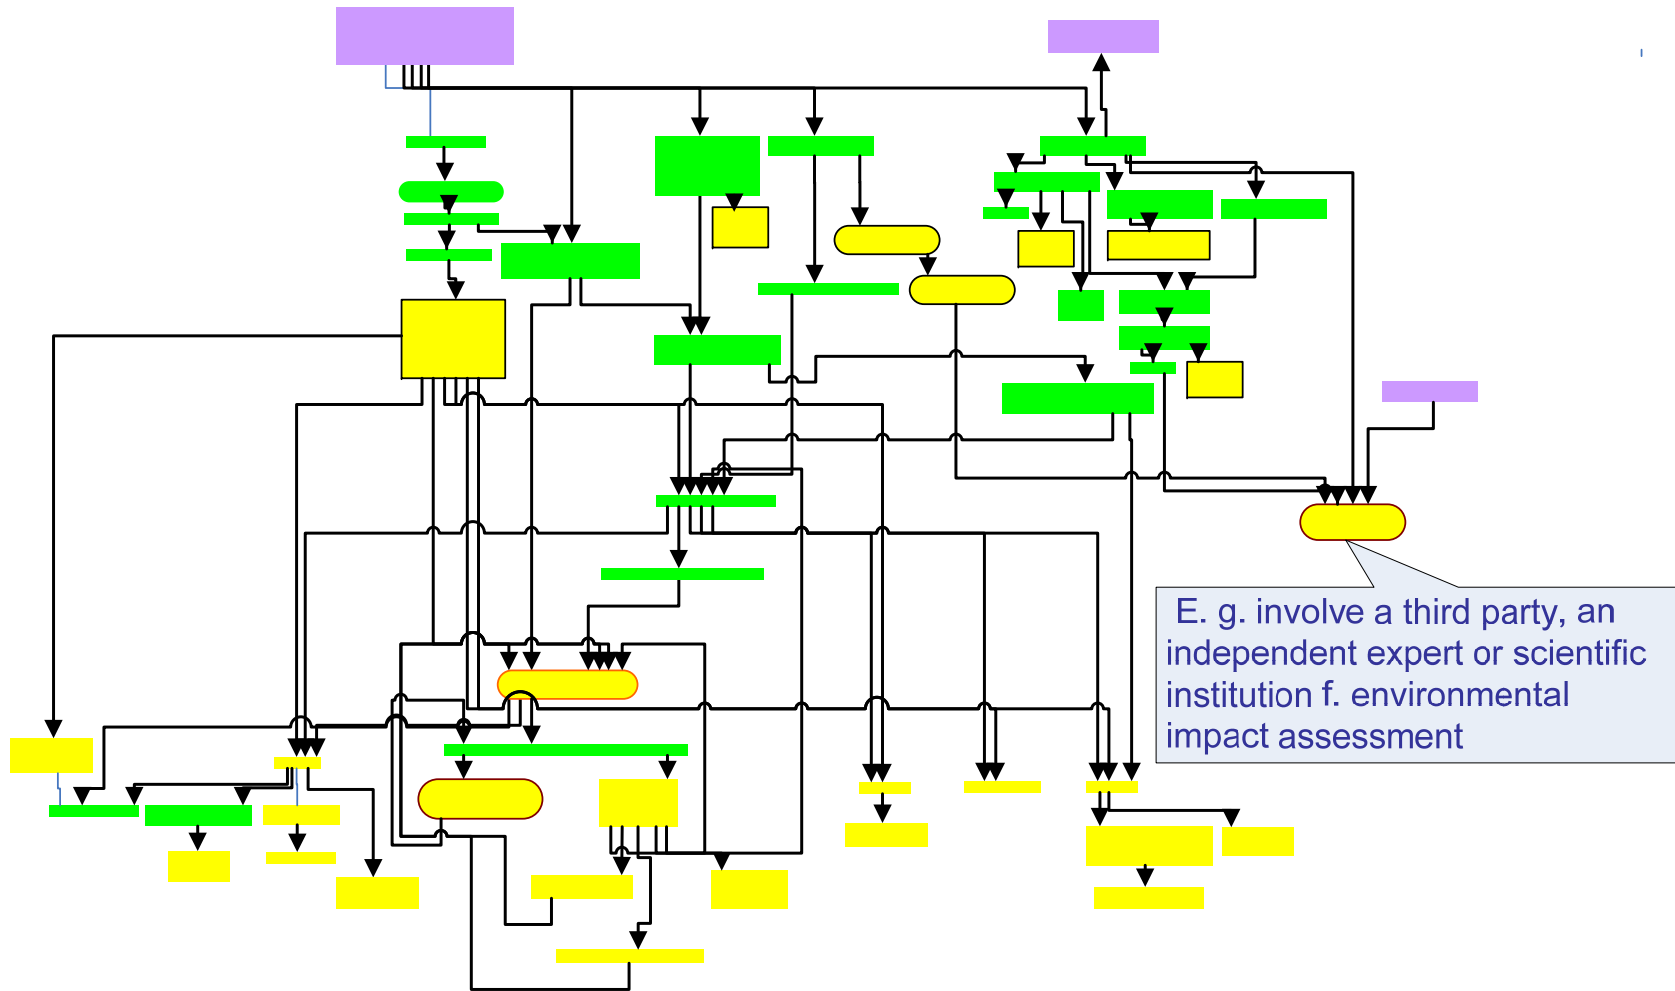 E. g. involve a third party, an
independent expert or scientific
institution f. environmental
impact assessment